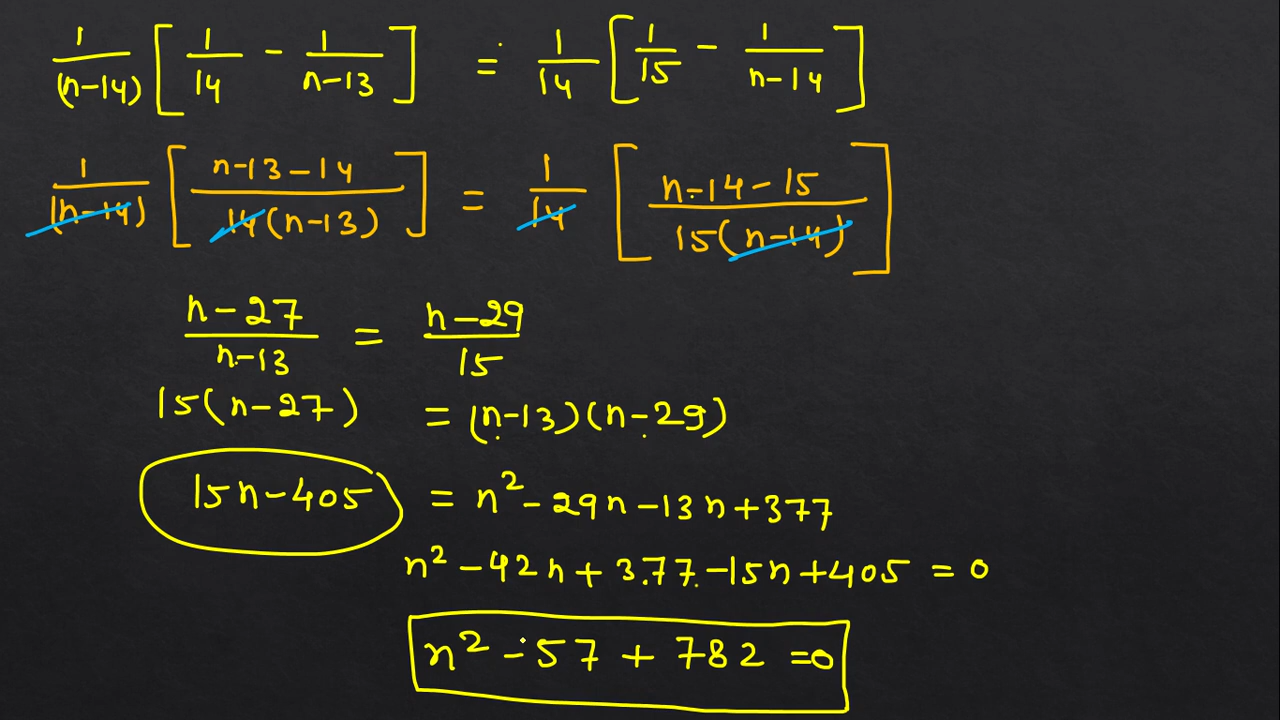 1/(n-14) [1/14 - 1/n-13] = 1/14 [1/15 - 1/n-14]
1/(n-14) [n-13-14/14(n-13)] = 1/14 [n-14-15/15(n-14)]
n-27/n-13 = n-29/15
15(n-27) = (n-13)(n-29)
15n-405 = n² - 29n - 13n + 377
n² - 42n + 377 - 15n + 405 = 0
n² - 57 + 782 = 0